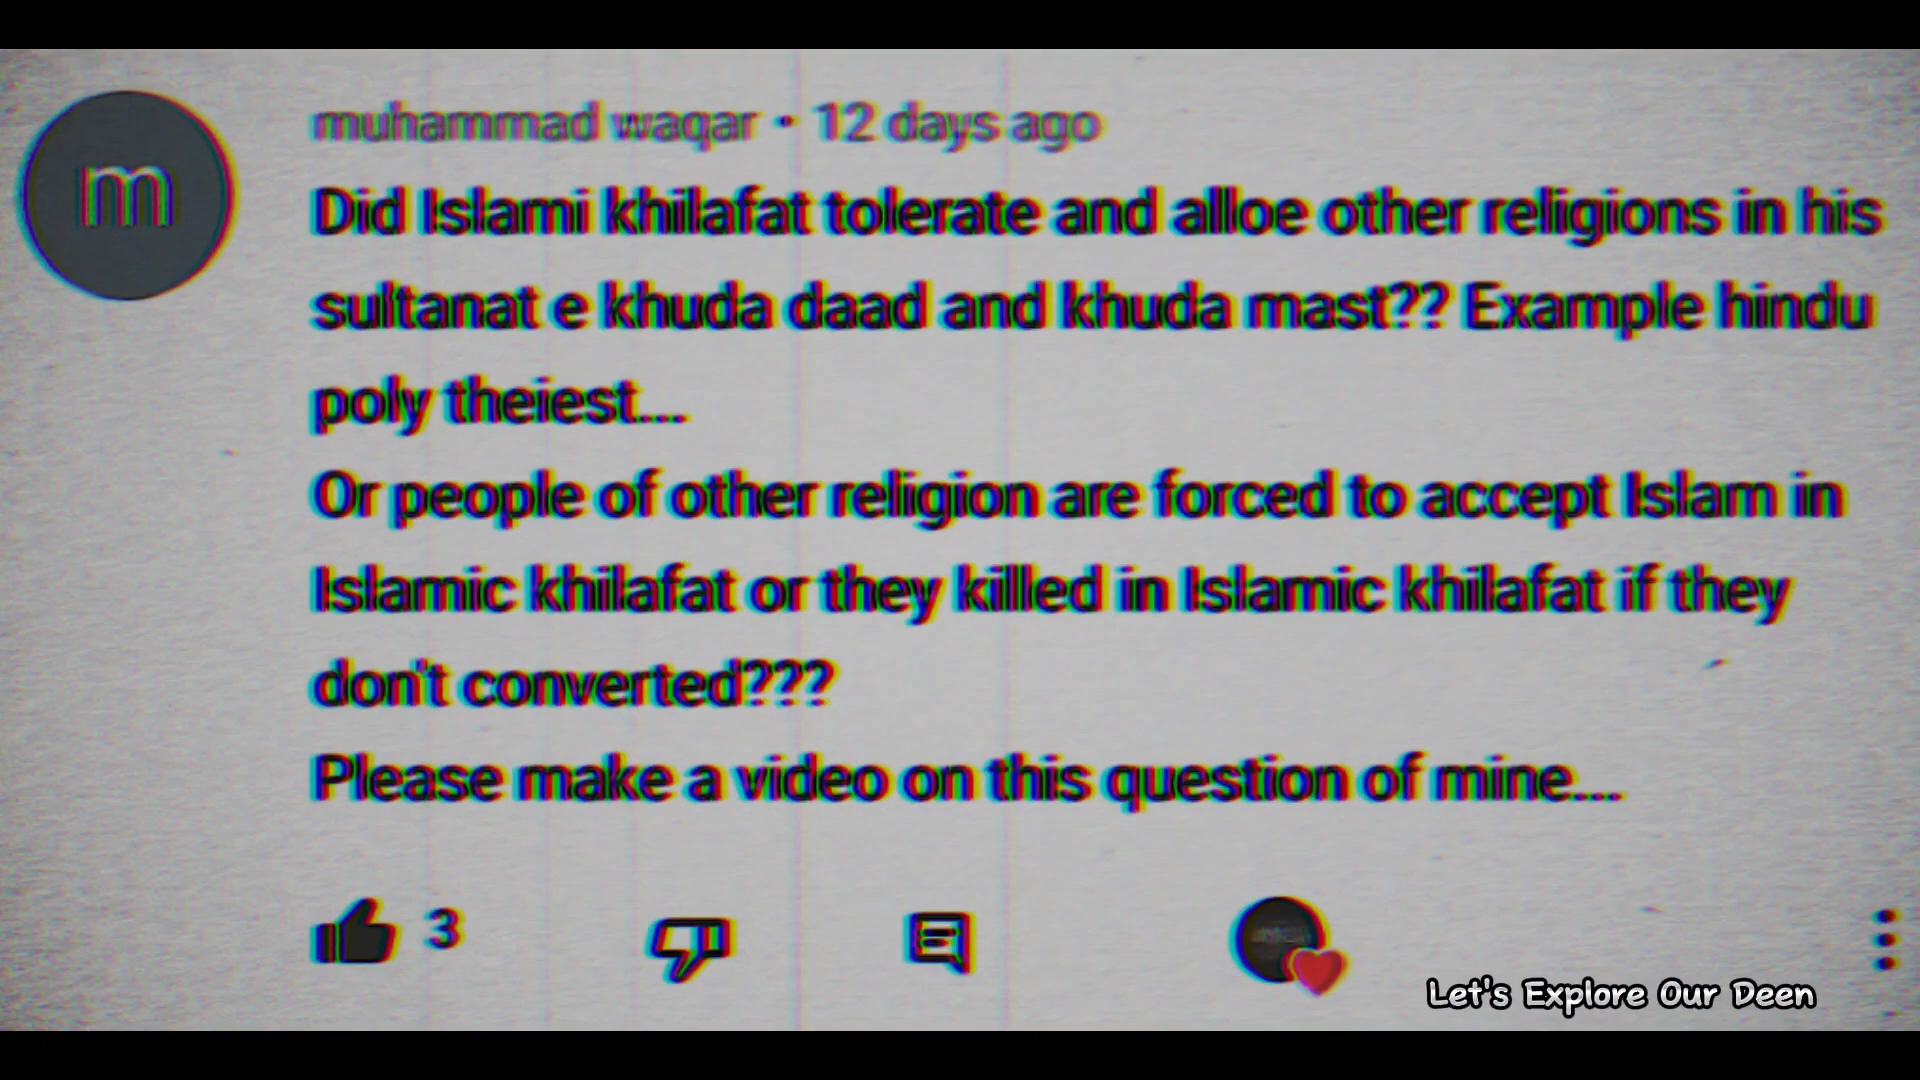 m
muhammad waqar • 12 days ago
Did Islami khilafat tolerate and alloe other religions in his
sultanat e khuda daad and khuda mast?? Example hindu
poly theiest....
Or people of other religion are forced to accept Islam in
Islamic khilafat or they killed in Islamic khilafat if they
don't converted???
Please make a video on this question of mine....
3
Let's Explore Our Deen